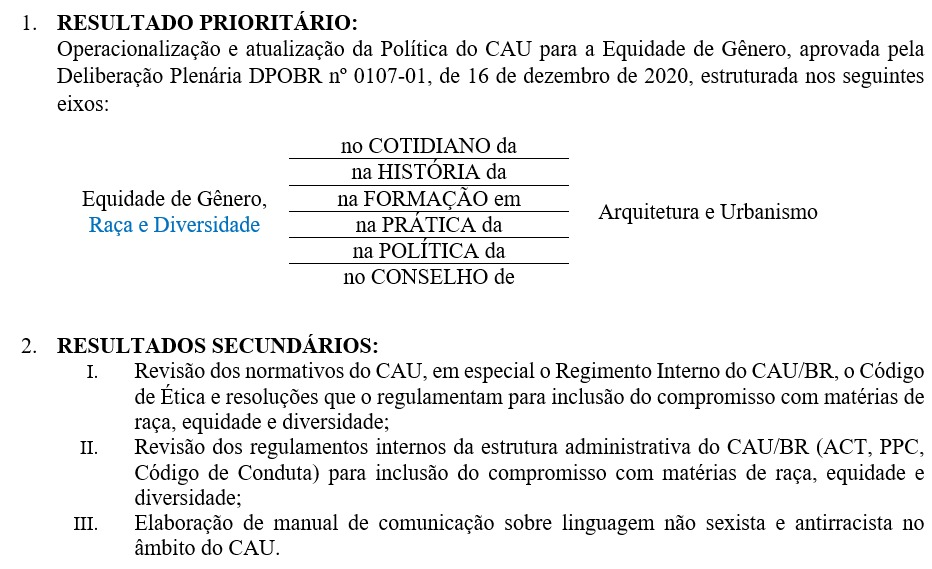 1. RESULTADO PRIORITÁRIO:
Operacionalização e atualização da Política do CAU para a Equidade de Gênero, aprovada pela
Deliberação Plenária DPOBR nº 0107-01, de 16 de dezembro de 2020, estruturada nos seguintes
eixos:
Equidade de Gênero,
Raça e Diversidade
no COTIDIANO da
na HISTÓRIA da
na FORMAÇÃO em
na PRÁTICA da
na POLÍTICA da
no CONSELHO de
Arquitetura e Urbanismo
2. RESULTADOS SECUNDÁRIOS:
I. Revisão dos normativos do CAU, em especial o Regimento Interno do CAU/BR, o Código
de Ética e resoluções que o regulamentam para inclusão do compromisso com matérias de
raça, equidade e diversidade;
II. Revisão dos regulamentos internos da estrutura administrativa do CAU/BR (ACT, PPC,
Código de Conduta) para inclusão do compromisso com matérias de raça, equidade e
diversidade;
III. Elaboração de manual de comunicação sobre linguagem não sexista e antirracista no
âmbito do CAU.